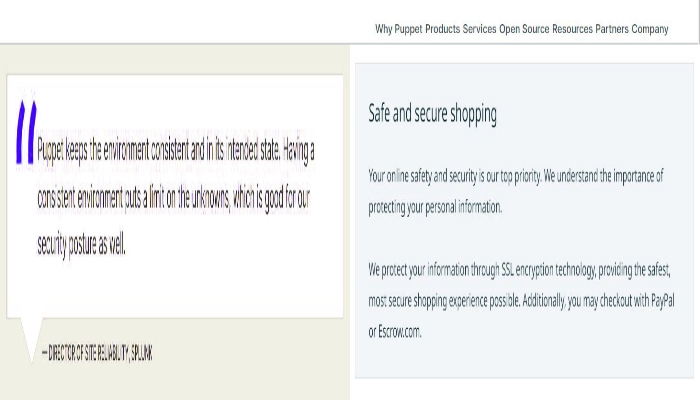 Why Puppet Products Services Open Source Resources Partners Company
“Puppet keeps the environment consistent and in its intended state. Having a
consistent environment puts a limit on the unknowns, which is good for our
security posture as well.
— DIRECTOR OF SITE RELIABILITY, SPLUNK
Safe and secure shopping
Your online safety and security is our top priority. We understand the importance of
protecting your personal information.
We protect your information through SSL encryption technology, providing the safest,
most secure shopping experience possible. Additionally, you may checkout with PayPal
or Escrow.com.